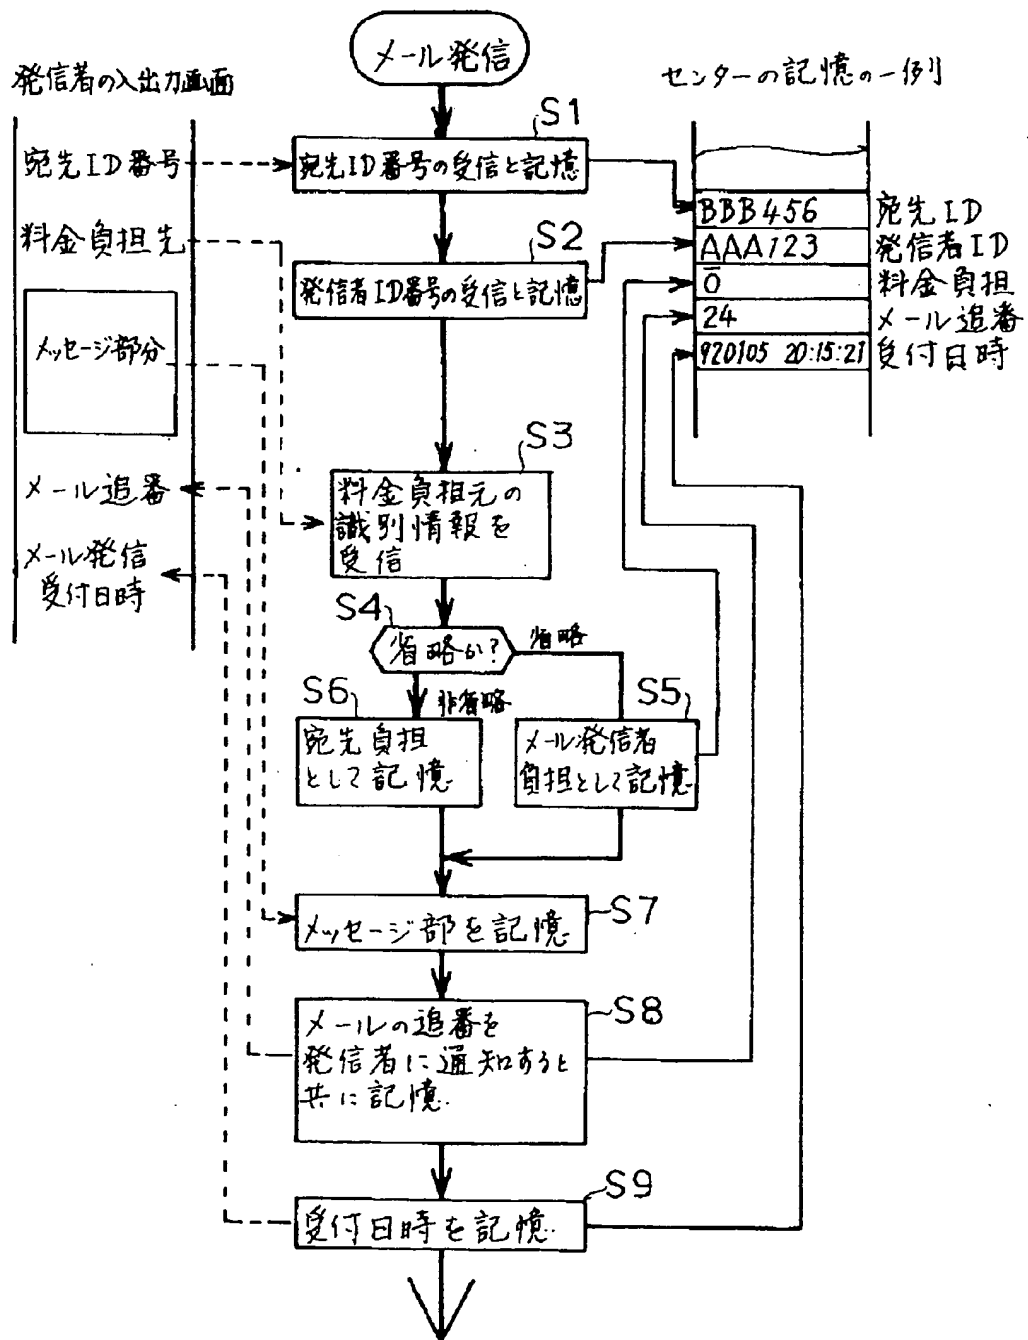 メール発信
発信者の入出力画面
センターの記憶の一例
S1
宛先ID番号
宛先ID番号の受信と記憶
BBB456
宛先ID
料金負担先
S2
発信者ID番号の受信と記憶
AAA123
発信者ID
0
料金負担
24
メール追番
920105 20:15:21
受付日時
メッセージ部分
S3
料金負担元の
識別情報を
受信
メール追番
メール発信
受付日時
S4
省略か?
省略
非省略
S6
宛先負担
として記憶
S5
メール発信者
負担として記憶
S7
メッセージ部を記憶
S8
メールの追番を
発信者に通知すると
共に記憶.
S9
受付日時を記憶.